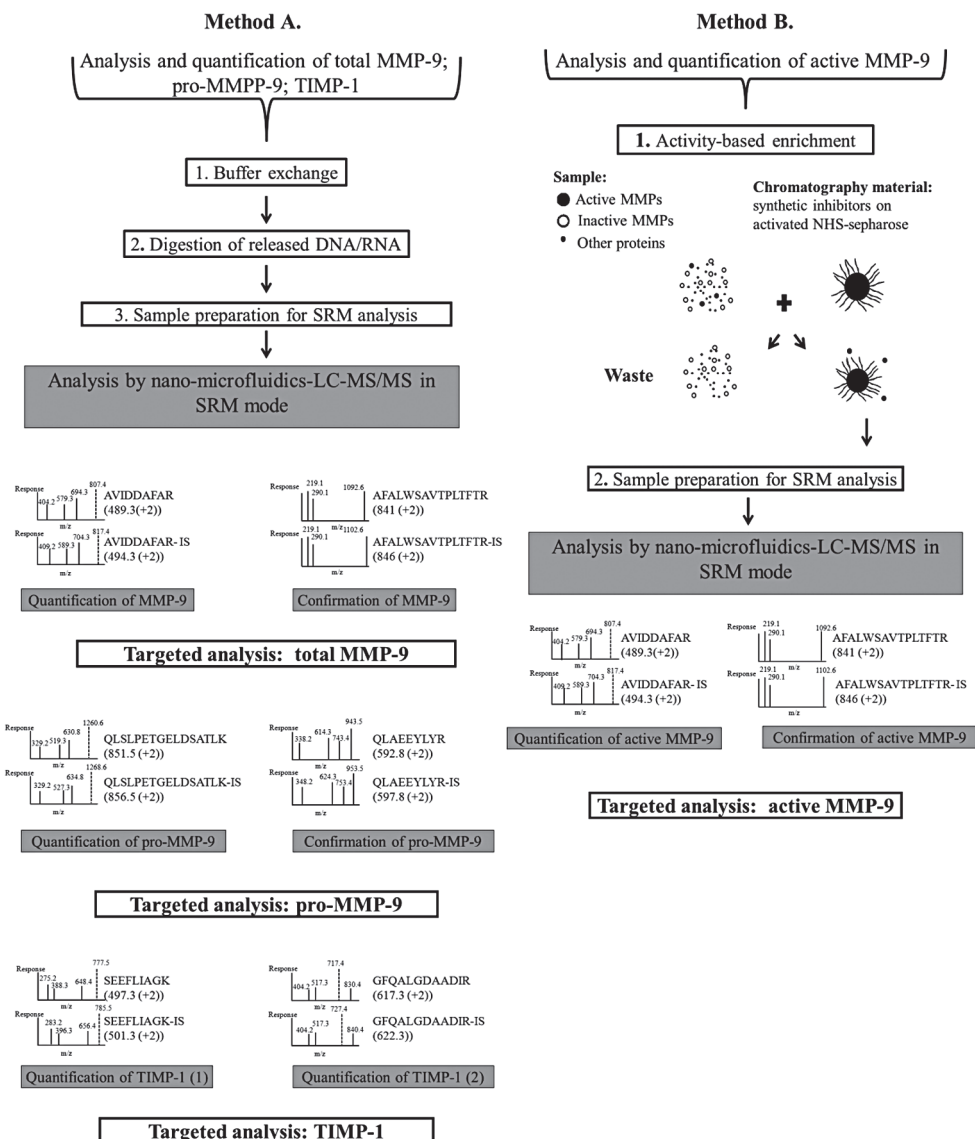 Method A.
Analysis and quantification of total MMP-9;
pro-MMPP-9; TIMP-1
1. Buffer exchange
2. Digestion of released DNA/RNA
3. Sample preparation for SRM analysis
Analysis by nano-microfluidics-LC-MS/MS in
SRM mode
Response
404.2
579.3
694.3
807.4
m/z
AVIDDAFAR
(489.3(+2))
Response
409.2
589.3
704.3
817.4
m/z
AVIDDAFAR- IS
(494.3 (+2))
Quantification of MMP-9
Response
219.1
290.1
1092.6
m/z
AFALWSAVTPLTFTR
(841 (+2))
Response
219.1
290.1
1102.6
m/z
AFALWSAVTPLTFTR-IS
(846 (+2))
Confirmation of MMP-9
Targeted analysis: total MMP-9
Response
329.2
519.3
630.8
1260.6
m/z
QLSLPETGELDSATLK
(851.5 (+2))
Response
329.2
527.3
634.8
1268.6
m/z
QLSLPETGELDSATLK-IS
(856.5 (+2))
Quantification of pro-MMP-9
Response
338.2
614.3
743.4
943.5
m/z
QLAEEYLYR
(592.8 (+2))
Response
348.2
624.3
753.4
953.5
m/z
QLAEEYLYR-IS
(597.8 (+2))
Confirmation of pro-MMP-9
Targeted analysis: pro-MMP-9
Response
275.2
388.3
648.4
777.5
m/z
SEEFLIAGK
(497.3 (+2))
Response
283.2
396.3
656.4
785.5
m/z
SEEFLIAGK-IS
(501.3 (+2))
Quantification of TIMP-1 (1)
Response
404.2
517.3
717.4
830.4
m/z
GFQALGDAADIR
(617.3 (+2))
Response
404.2
517.3
727.4
840.4
m/z
GFQALGDAADIR-IS
(622.3))
Quantification of TIMP-1 (2)
Targeted analysis: TIMP-1
Method B.
Analysis and quantification of active MMP-9
1. Activity-based enrichment
Sample:
Active MMPs
Inactive MMPs
Other proteins
Chromatography material:
synthetic inhibitors on
activated NHS-sepharose
Waste
2. Sample preparation for SRM analysis
Analysis by nano-microfluidics-LC-MS/MS in
SRM mode
Response
404.2
579.3
694.3
807.4
m/z
AVIDDAFAR
(489.3(+2))
Response
409.2
589.3
704.3
817.4
m/z
AVIDDAFAR- IS
(494.3 (+2))
Quantification of active MMP-9
Response
219.1
290.1
1092.6
m/z
AFALWSAVTPLTFTR
(841 (+2))
Response
219.1
290.1
1102.6
m/z
AFALWSAVTPLTFTR- IS
(846 (+2))
Confirmation of active MMP-9
Targeted analysis: active MMP-9